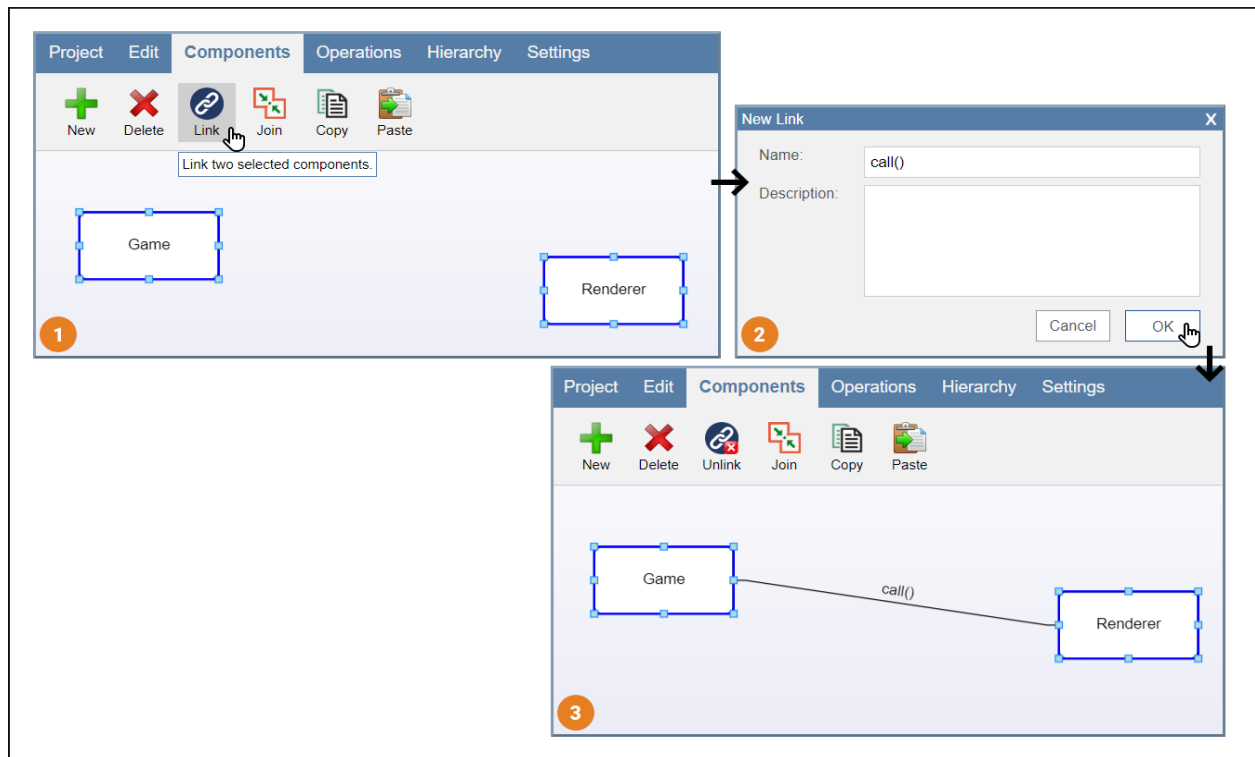 Project Edit Components Operations Hierarchy Settings
New Delete Link Join Copy Paste
Link two selected components.
Game
Renderer
1
New Link X
Name: call()
Description:
Cancel OK
2
Project Edit Components Operations Hierarchy Settings
New Delete Unlink Join Copy Paste
Game
call()
Renderer
3